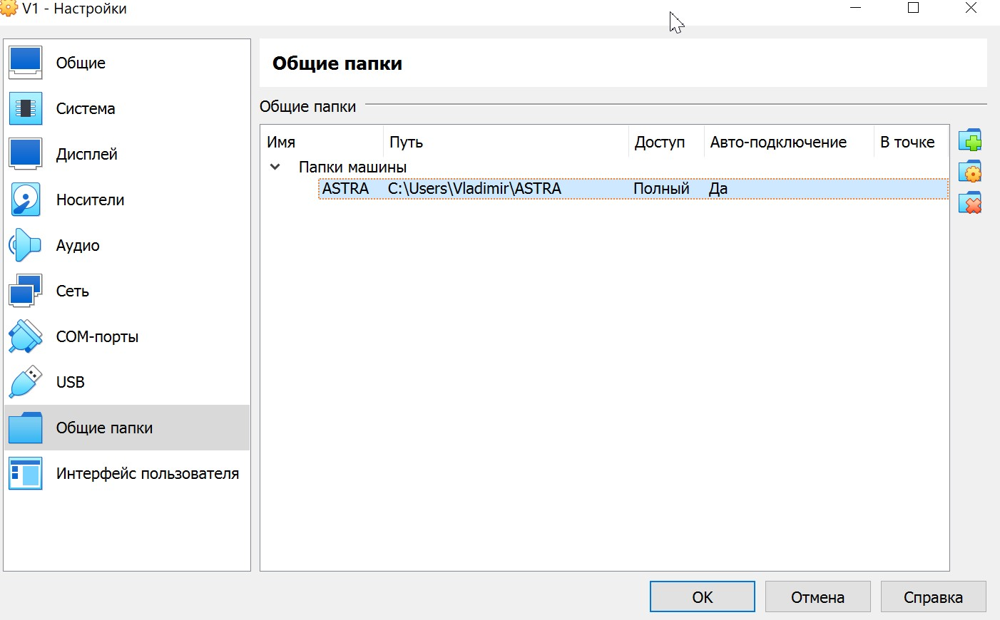 V1 - Настройки
Общие
Система
Дисплей
Носители
Аудио
Сеть
COM-порты
USB
Общие папки
Интерфейс пользователя
Общие папки
Общие папки
Имя Путь Доступ Авто-подключение В точке
Папки машины
ASTRA C:\Users\Vladimir\ASTRA Полный Да
OK Отмена Справка